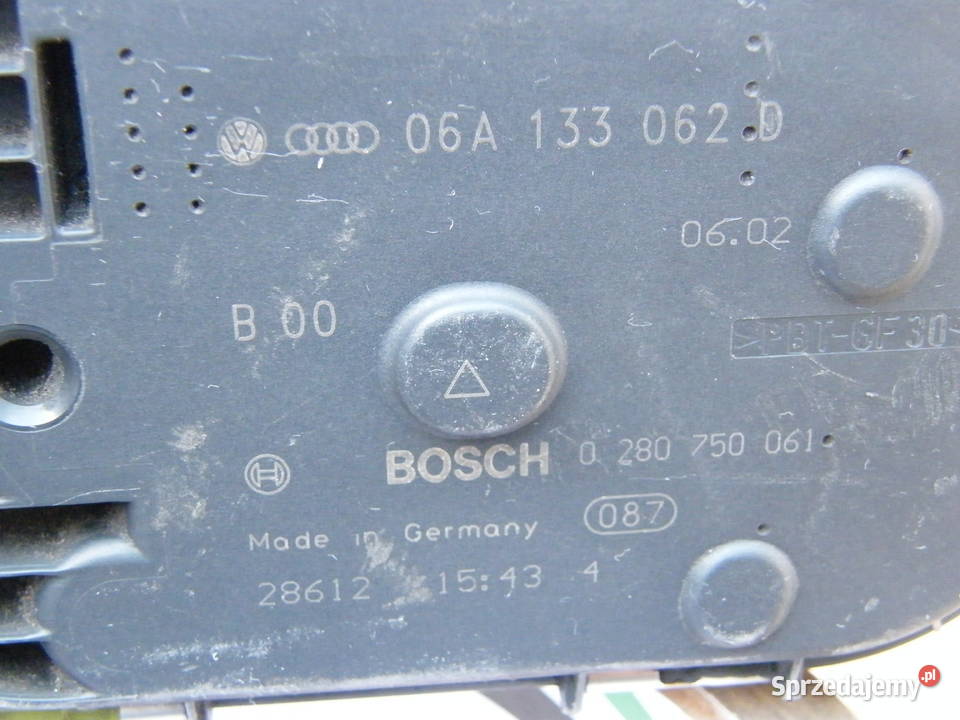 06A 133 062 D
06.02
B 00
>PBT-GF30<
BOSCH 0 280 750 061
Made in Germany 087
28612 15:43 4
Sprzedajemy.pl